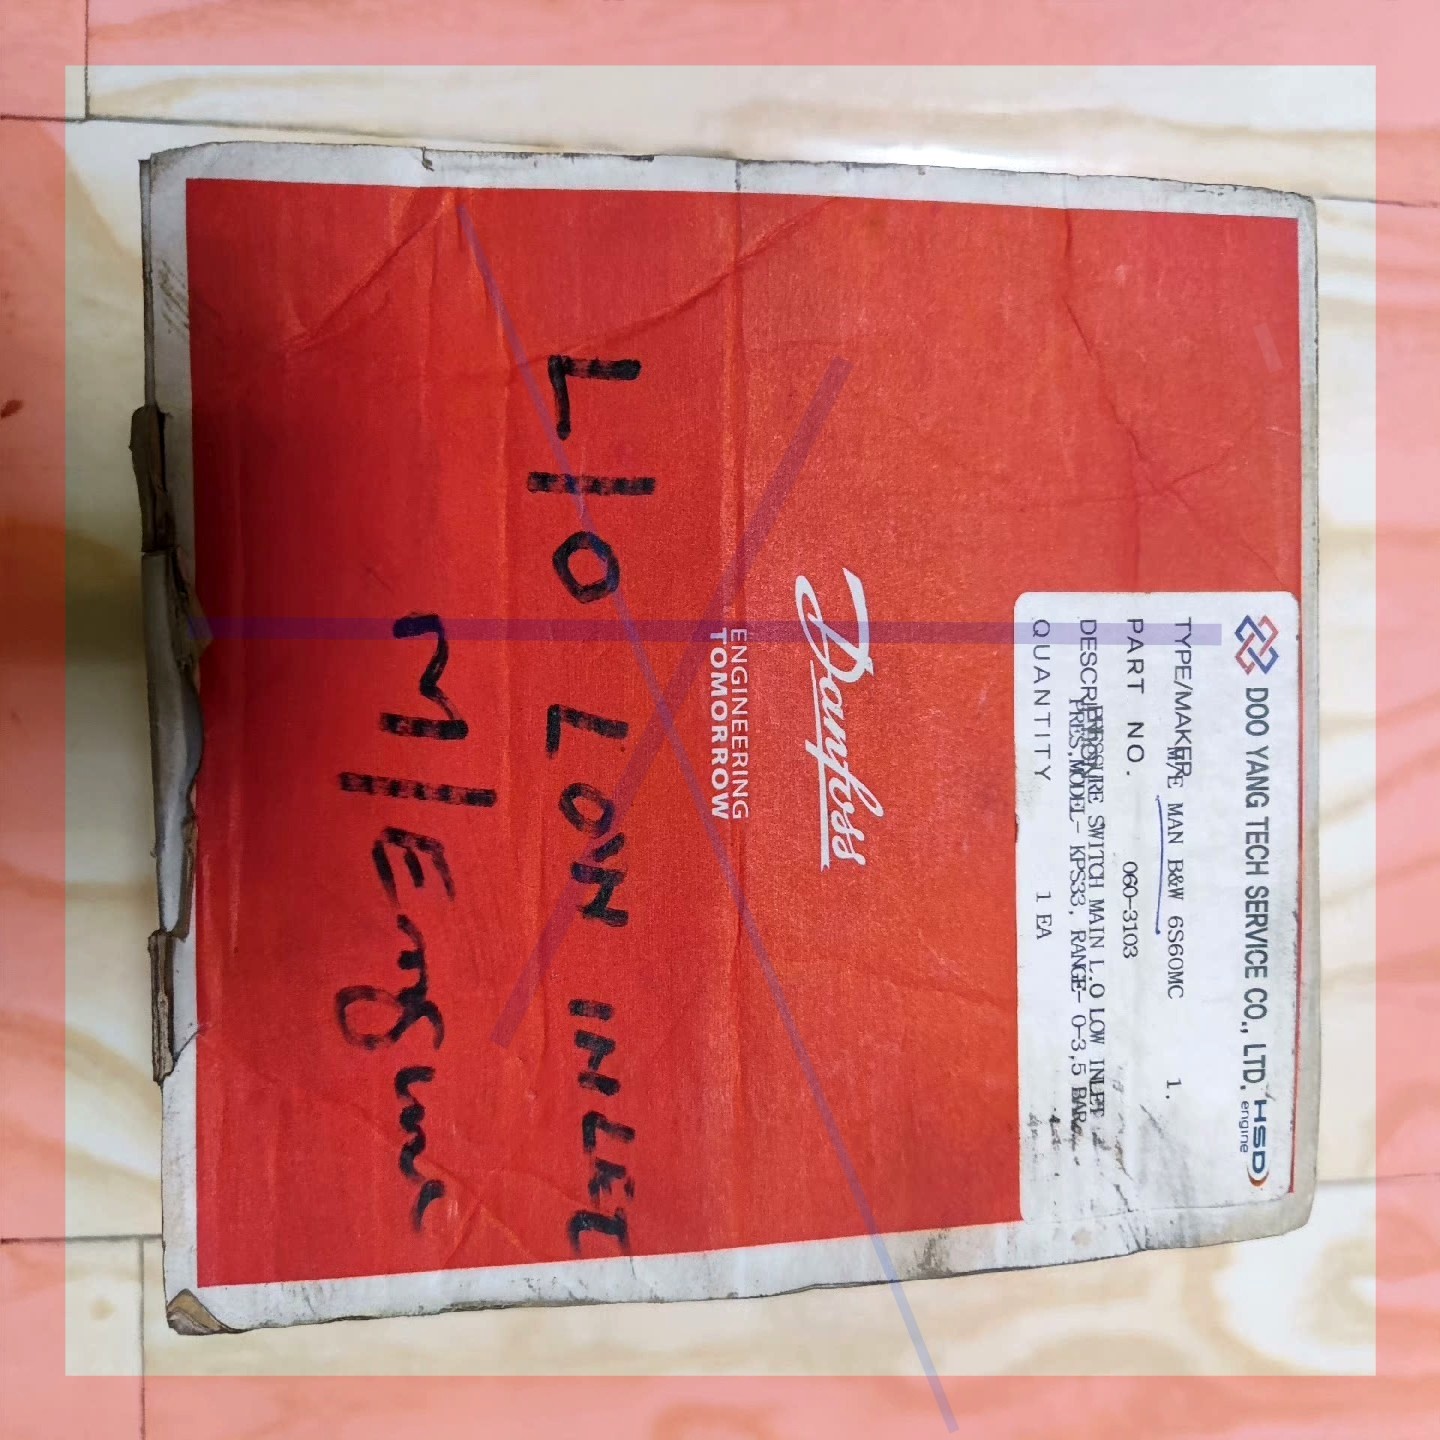 DOO YANG TECH SERVICE CO., LTD. HSD engine
TYPE/MAKER M/E MAN B&W 6S60MC 1.
PART NO. 060-3103
DESCRIPTION PRESSURE SWITCH MAIN L.O LOW INLET
PRES,MODEL- KPS33, RANGE- 0-3,5 BAR
QUANTITY 1 EA
Danfoss
ENGINEERING
TOMORROW
L/O LOW INLET
M/Engine